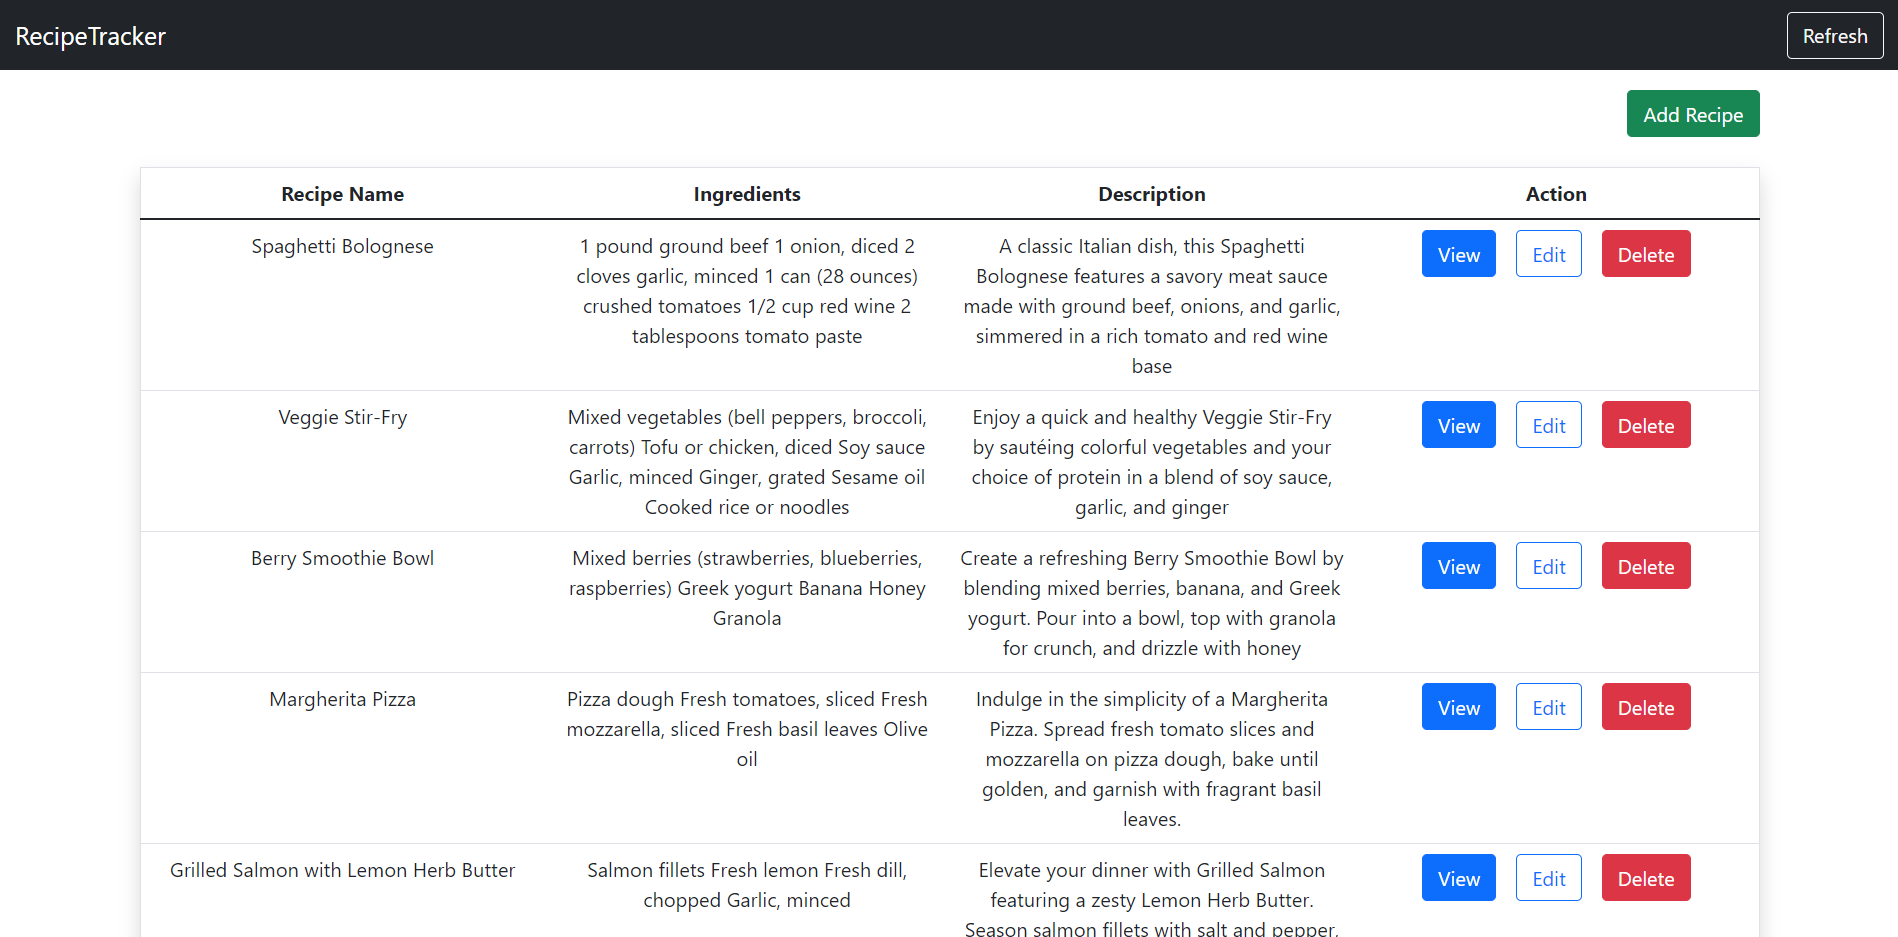 RecipeTracker
Refresh
Add Recipe
Recipe Name Ingredients Description Action
Spaghetti Bolognese
1 pound ground beef 1 onion, diced 2
cloves garlic, minced 1 can (28 ounces)
crushed tomatoes 1/2 cup red wine 2
tablespoons tomato paste
A classic Italian dish, this Spaghetti
Bolognese features a savory meat sauce
made with ground beef, onions, and garlic,
simmered in a rich tomato and red wine
base
View Edit Delete
Veggie Stir-Fry
Mixed vegetables (bell peppers, broccoli,
carrots) Tofu or chicken, diced Soy sauce
Garlic, minced Ginger, grated Sesame oil
Cooked rice or noodles
Enjoy a quick and healthy Veggie Stir-Fry
by sautéing colorful vegetables and your
choice of protein in a blend of soy sauce,
garlic, and ginger
View Edit Delete
Berry Smoothie Bowl
Mixed berries (strawberries, blueberries,
raspberries) Greek yogurt Banana Honey
Granola
Create a refreshing Berry Smoothie Bowl by
blending mixed berries, banana, and Greek
yogurt. Pour into a bowl, top with granola
for crunch, and drizzle with honey
View Edit Delete
Margherita Pizza
Pizza dough Fresh tomatoes, sliced Fresh
mozzarella, sliced Fresh basil leaves Olive
oil
Indulge in the simplicity of a Margherita
Pizza. Spread fresh tomato slices and
mozzarella on pizza dough, bake until
golden, and garnish with fragrant basil
leaves.
View Edit Delete
Grilled Salmon with Lemon Herb Butter
Salmon fillets Fresh lemon Fresh dill,
chopped Garlic, minced
Elevate your dinner with Grilled Salmon
featuring a zesty Lemon Herb Butter.
Season salmon fillets with salt and pepper,
View Edit Delete